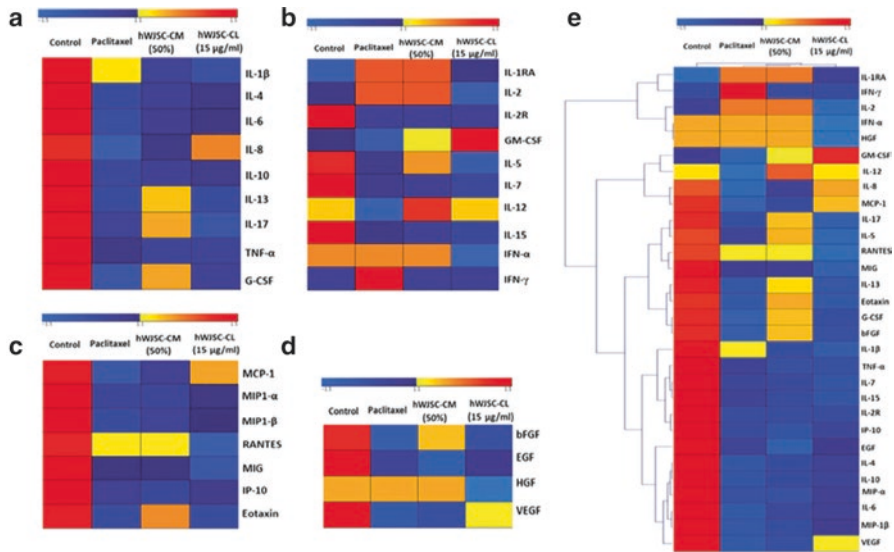 a
Control Paclitaxel hWJSC-CM (50%) hWJSC-CL (15 µg/ml)
IL-1β
IL-4
IL-6
IL-8
IL-10
IL-13
IL-17
TNF-α
G-CSF
b
Control Paclitaxel hWJSC-CM (50%) hWJSC-CL (15 µg/ml)
IL-1RA
IL-2
IL-2R
GM-CSF
IL-5
IL-7
IL-12
IL-15
IFN-α
IFN-γ
c
Control Paclitaxel hWJSC-CM (50%) hWJSC-CL (15 µg/ml)
MCP-1
MIP1-α
MIP1-β
RANTES
MIG
IP-10
Eotaxin
d
Control Paclitaxel hWJSC-CM (50%) hWJSC-CL (15 µg/ml)
bFGF
EGF
HGF
VEGF
e
Control Paclitaxel hWJSC-CM (50%) hWJSC-CL (15 µg/ml)
IL-1RA
IFN-γ
IL-2
IFN-α
HGF
GM-CSF
IL-12
IL-8
MCP-1
IL-17
IL-5
RANTES
MIG
IL-13
Eotaxin
G-CSF
bFGF
IL-1β
TNF-α
IL-7
IL-15
IL-2R
IP-10
EGF
IL-4
IL-10
MIP-α
IL-6
MIP-1β
VEGF